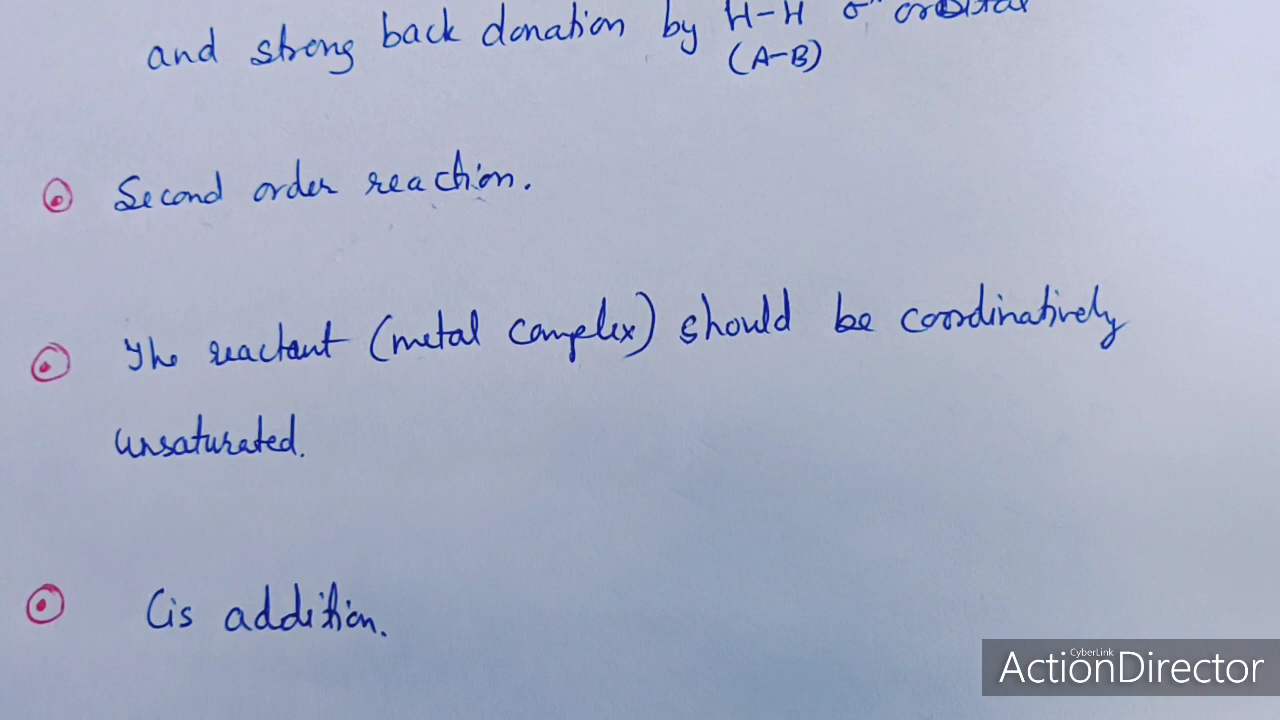 and strong back donation by H-H σ* orbital
(A-B)
Second order reaction.
The reactant (metal complex) should be coordinatively
unsaturated.
Cis addition.
CyberLink
ActionDirector